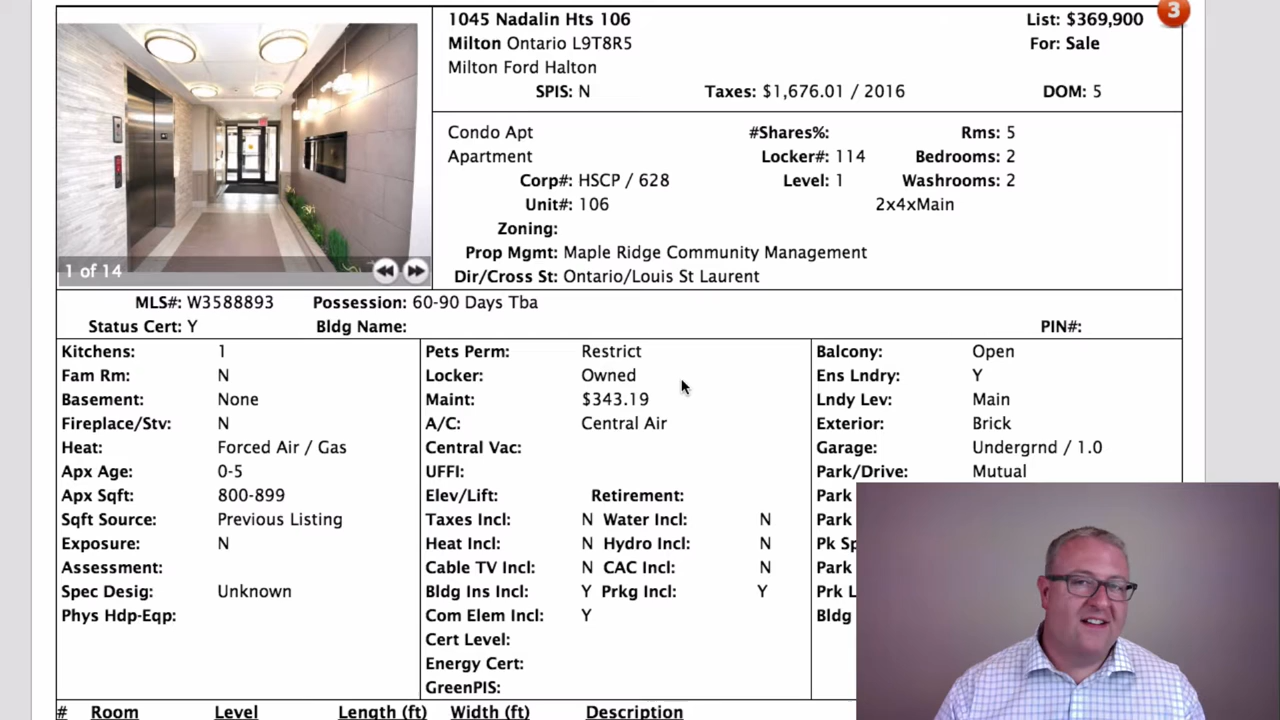 1045 Nadalin Hts 106 List: $369,900 3
Milton Ontario L9T8R5 For: Sale
Milton Ford Halton
SPIS: N Taxes: $1,676.01 / 2016 DOM: 5
Condo Apt #Shares%: Rms: 5
Apartment Locker#: 114 Bedrooms: 2
Corp#: HSCP / 628 Level: 1 Washrooms: 2
Unit#: 106 2x4xMain
Zoning:
Prop Mgmt: Maple Ridge Community Management
1 of 14 Dir/Cross St: Ontario/Louis St Laurent
MLS#: W3588893 Possession: 60-90 Days Tba
Status Cert: Y Bldg Name: PIN#:
Kitchens: 1 Pets Perm: Restrict Balcony: Open
Fam Rm: N Locker: Owned Ens Lndry: Y
Basement: None Maint: $343.19 Lndy Lev: Main
Fireplace/Stv: N A/C: Central Air Exterior: Brick
Heat: Forced Air / Gas Central Vac: Garage: Undergrnd / 1.0
Apx Age: 0-5 UFFI: Park/Drive: Mutual
Apx Sqft: 800-899 Elev/Lift: Retirement: Park
Sqft Source: Previous Listing Taxes Incl: N Water Incl: N Park
Exposure: N Heat Incl: N Hydro Incl: N Pk Sp
Assessment: Cable TV Incl: N CAC Incl: N Park
Spec Desig: Unknown Bldg Ins Incl: Y Prkg Incl: Y Prk L
Phys Hdp-Eqp: Com Elem Incl: Y Bldg
Cert Level:
Energy Cert:
GreenPIS:
# Room Level Length (ft) Width (ft) Description